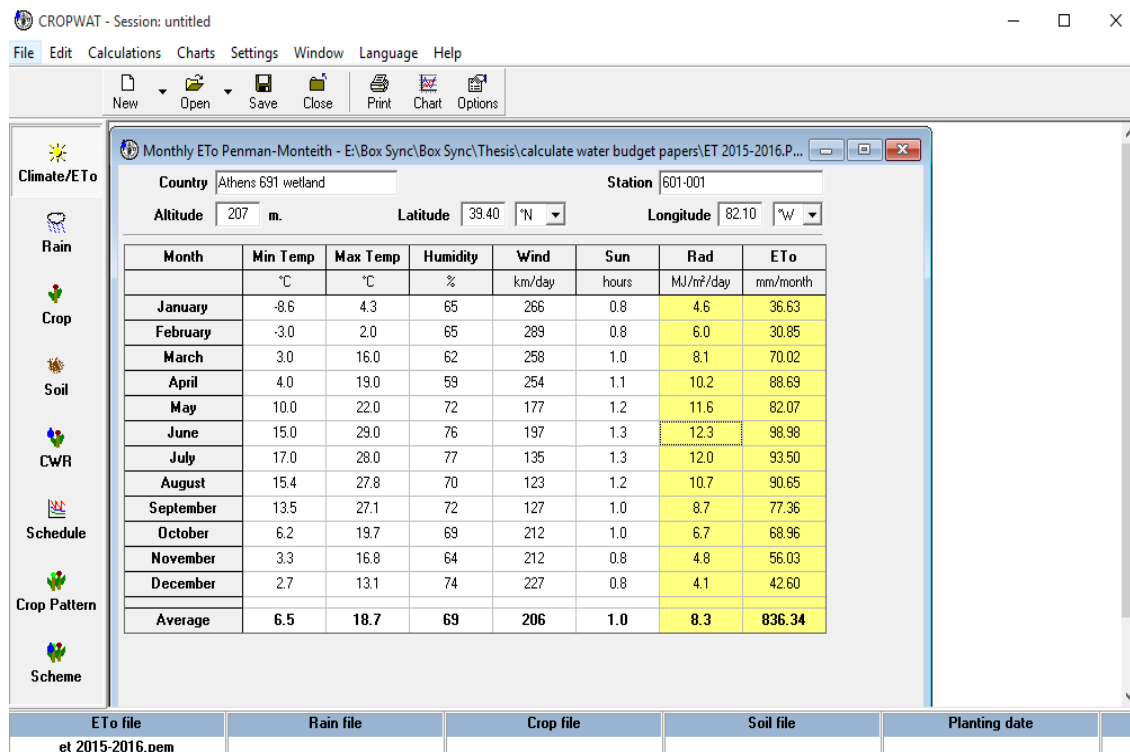 CROPWAT - Session: untitled
File Edit Calculations Charts Settings Window Language Help
New Open Save Close Print Chart Options
Climate/ETo
Rain
Crop
Soil
CWR
Schedule
Crop Pattern
Scheme
Monthly ETo Penman-Monteith - E:\Box Sync\Box Sync\Thesis\calculate water budget papers\ET 2015-2016.P...
Country Athens 691 wetland Station 601-001
Altitude 207 m. Latitude 39.40 °N Longitude 82.10 °W
Month Min Temp Max Temp Humidity Wind Sun Rad ETo
°C °C % km/day hours MJ/m²/day mm/month
January -8.6 4.3 65 266 0.8 4.6 36.63
February -3.0 2.0 65 289 0.8 6.0 30.85
March 3.0 16.0 62 258 1.0 8.1 70.02
April 4.0 19.0 59 254 1.1 10.2 88.69
May 10.0 22.0 72 177 1.2 11.6 82.07
June 15.0 29.0 76 197 1.3 12.3 98.98
July 17.0 28.0 77 135 1.3 12.0 93.50
August 15.4 27.8 70 123 1.2 10.7 90.65
September 13.5 27.1 72 127 1.0 8.7 77.36
October 6.2 19.7 69 212 1.0 6.7 68.96
November 3.3 16.8 64 212 0.8 4.8 56.03
December 2.7 13.1 74 227 0.8 4.1 42.60
Average 6.5 18.7 69 206 1.0 8.3 836.34
ETo file Rain file Crop file Soil file Planting date
et 2015-2016.pem